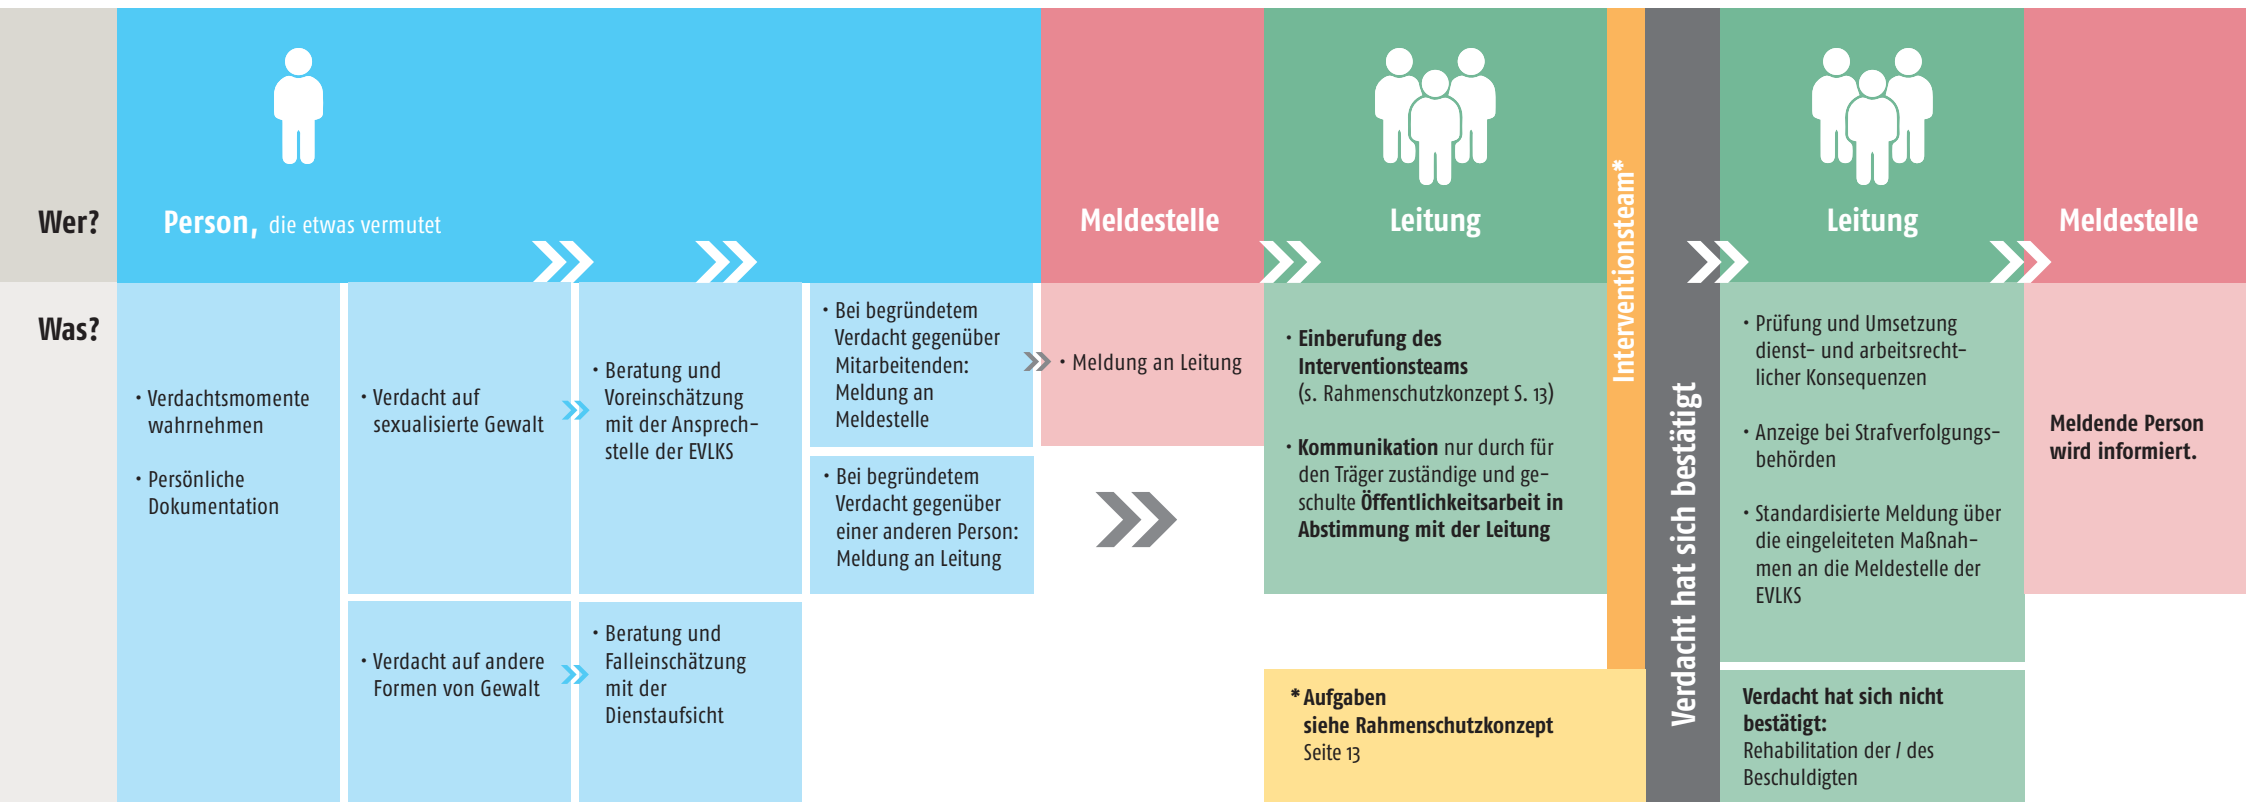 Wer?
Person, die etwas vermutet
Meldestelle
Leitung
Interventionsteam*
Verdacht hat sich bestätigt
Leitung
Meldestelle
Was?
· Verdachtsmomente
wahrnehmen
· Persönliche
Dokumentation
· Verdacht auf
sexualisierte Gewalt
· Beratung und
Voreinschätzung
mit der Ansprech-
stelle der EVLKS
· Bei begründetem
Verdacht gegenüber
Mitarbeitenden:
Meldung an
Meldestelle
· Bei begründetem
Verdacht gegenüber
einer anderen Person:
Meldung an Leitung
· Verdacht auf andere
Formen von Gewalt
· Beratung und
Falleinschätzung
mit der
Dienstaufsicht
· Meldung an Leitung
· Einberufung des
Interventionsteams
(s. Rahmenschutzkonzept S. 13)
· Kommunikation nur durch für
den Träger zuständige und ge-
schulte Öffentlichkeitsarbeit in
Abstimmung mit der Leitung
* Aufgaben
siehe Rahmenschutzkonzept
Seite 13
· Prüfung und Umsetzung
dienst- und arbeitsrecht-
licher Konsequenzen
· Anzeige bei Strafverfolgungs-
behörden
· Standardisierte Meldung über
die eingeleiteten Maßnah-
men an die Meldestelle der
EVLKS
Verdacht hat sich nicht
bestätigt:
Rehabilitation der / des
Beschuldigten
Meldende Person
wird informiert.